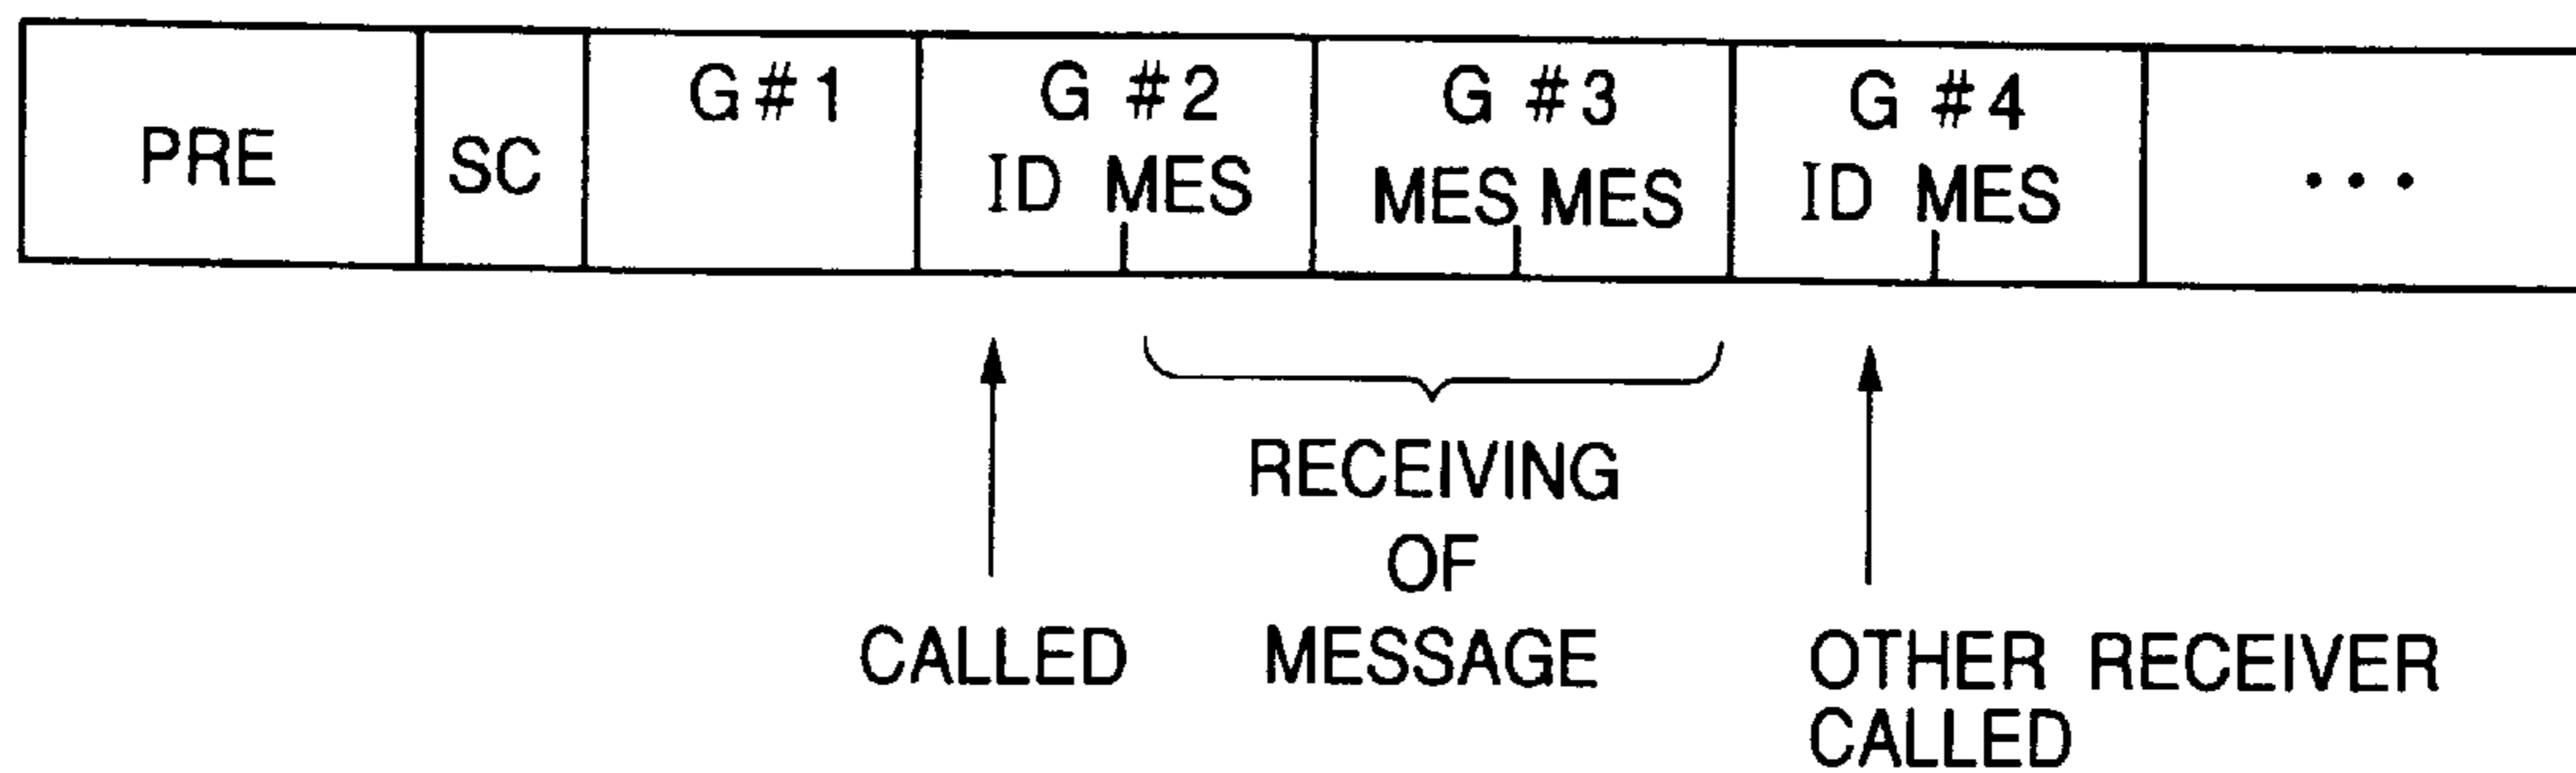 PRE
SC
G#1
G #2
ID MES
G #3
MES MES
G #4
ID MES
...
CALLED
RECEIVING
OF
MESSAGE
OTHER RECEIVER
CALLED